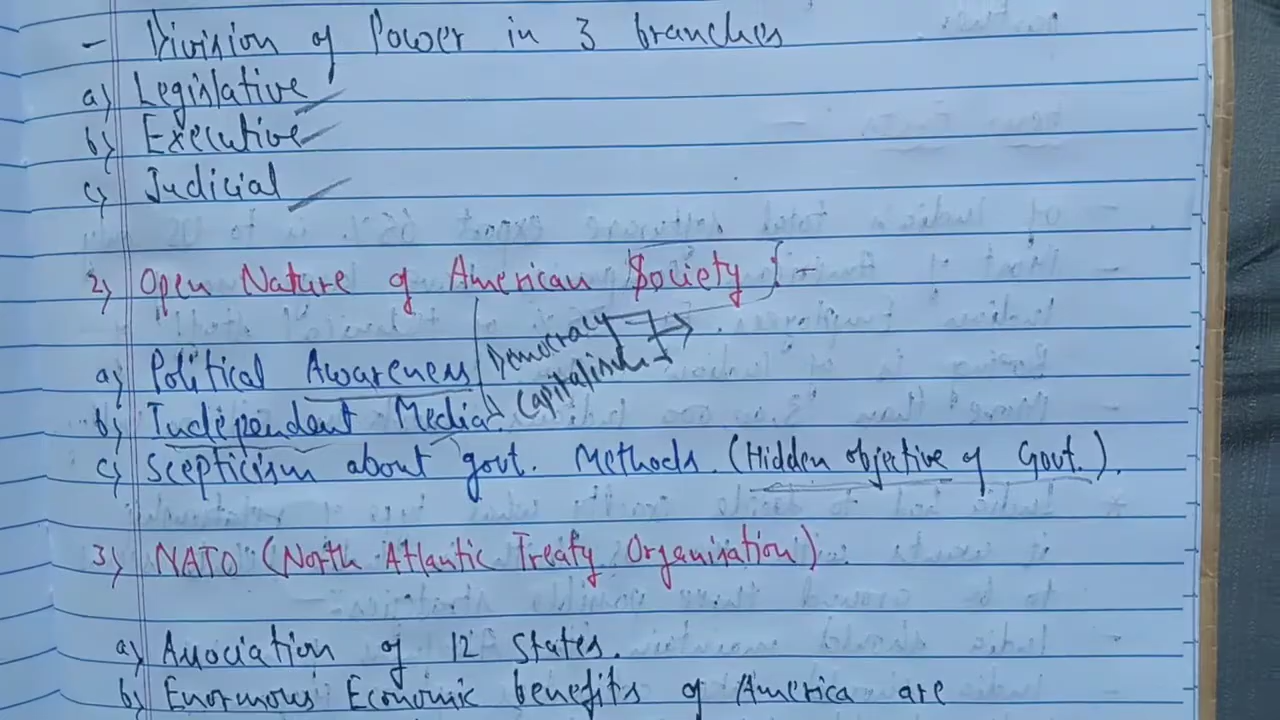 - Division of Power in 3 branches
a) Legislative
b) Executive
c) Judicial
2) Open Nature of American Society :-
a) Political Awareness
Democracy
Capitalism
b) Independent Media.
c) Scepticism about govt. Methods. (Hidden objective of Govt.).
3) NATO (North Atlantic Treaty Organisation).
a) Association of 12 states.
b) Enormous Economic benefits of America are